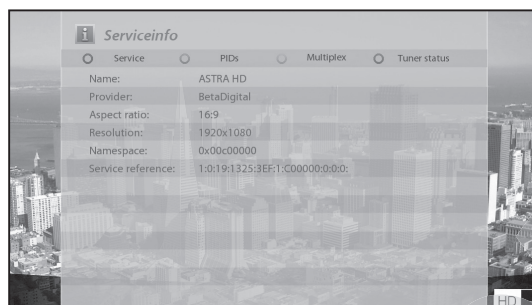 i Serviceinfo
Service PIDs Multiplex Tuner status
Name: ASTRA HD
Provider: BetaDigital
Aspect ratio: 16:9
Resolution: 1920x1080
Namespace: 0x00c00000
Service reference: 1:0:19:1325:3EF:1:C00000:0:0:0:
HD